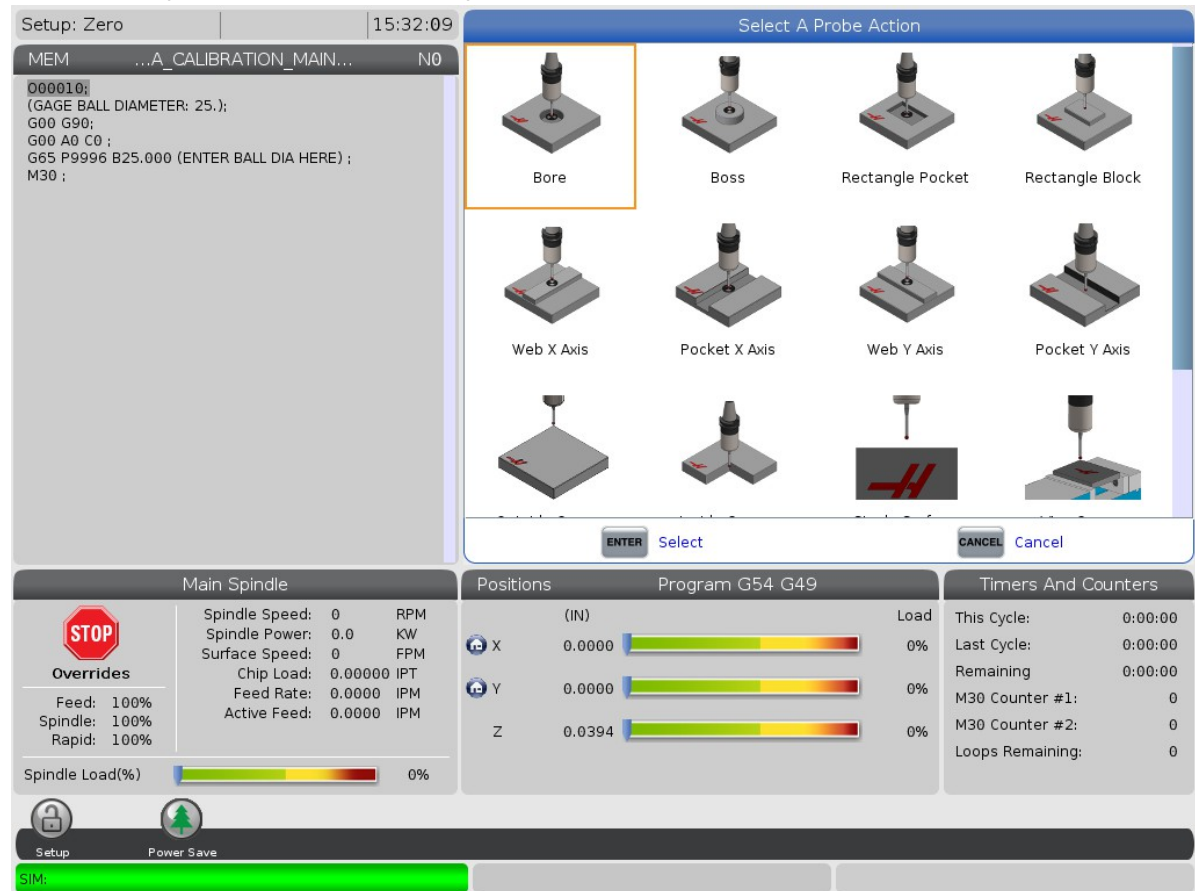 Setup: Zero 15:32:09
MEM ...A_CALIBRATION_MAIN... N0
O00010;
(GAGE BALL DIAMETER: 25.);
G00 G90;
G00 A0 C0 ;
G65 P9996 B25.000 (ENTER BALL DIA HERE) ;
M30 ;
Select A Probe Action
Bore Boss Rectangle Pocket Rectangle Block
Web X Axis Pocket X Axis Web Y Axis Pocket Y Axis
ENTER Select CANCEL Cancel
Main Spindle
STOP
Overrides
Feed: 100%
Spindle: 100%
Rapid: 100%
Spindle Speed: 0 RPM
Spindle Power: 0.0 KW
Surface Speed: 0 FPM
Chip Load: 0.00000 IPT
Feed Rate: 0.0000 IPM
Active Feed: 0.0000 IPM
Spindle Load(%) 0%
Positions Program G54 G49
(IN) Load
X 0.0000 0%
Y 0.0000 0%
Z 0.0394 0%
Timers And Counters
This Cycle: 0:00:00
Last Cycle: 0:00:00
Remaining 0:00:00
M30 Counter #1: 0
M30 Counter #2: 0
Loops Remaining: 0
Setup Power Save
SIM: